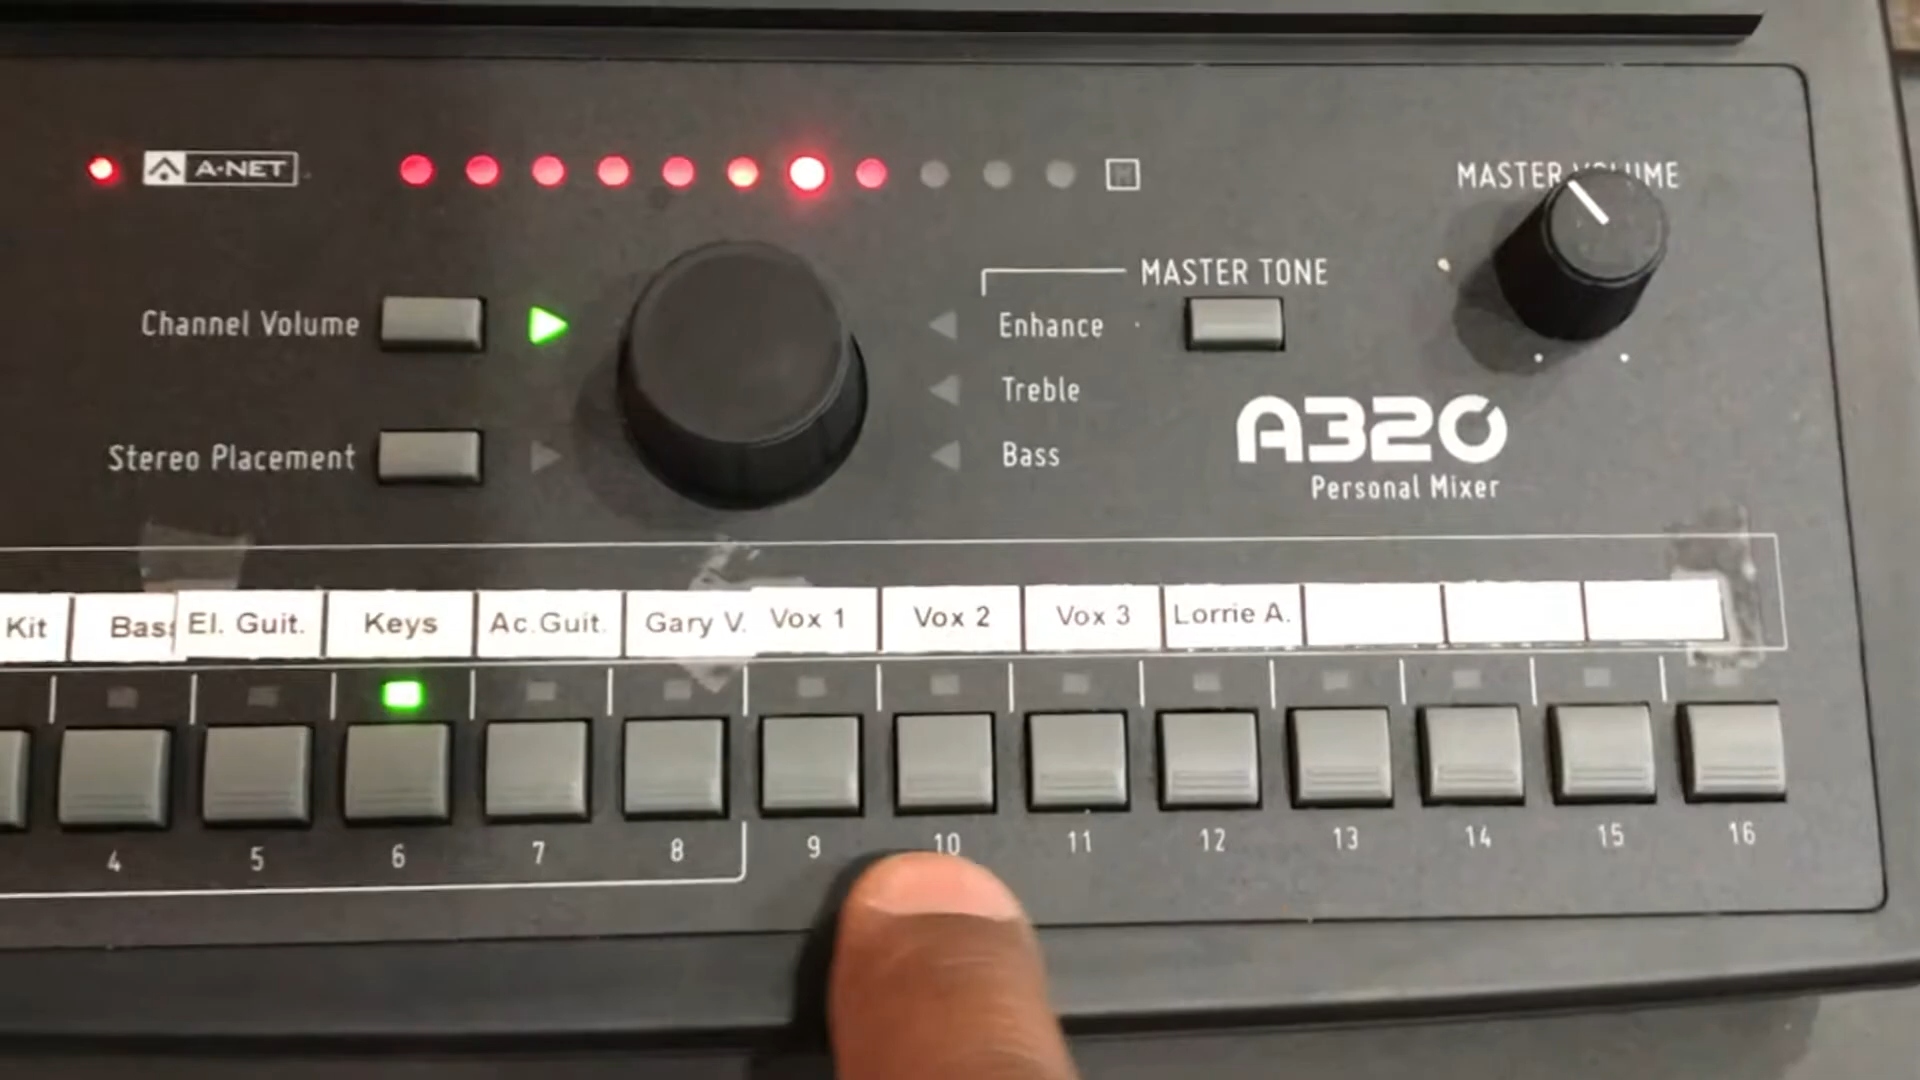 A-NET
MASTER VOLUME
MASTER TONE
Channel Volume
Enhance
Treble
Stereo Placement
Bass
A320
Personal Mixer
Kit
Bass
El. Guit.
Keys
Ac.Guit.
Gary V.
Vox 1
Vox 2
Vox 3
Lorrie A.
4
5
6
7
8
9
10
11
12
13
14
15
16